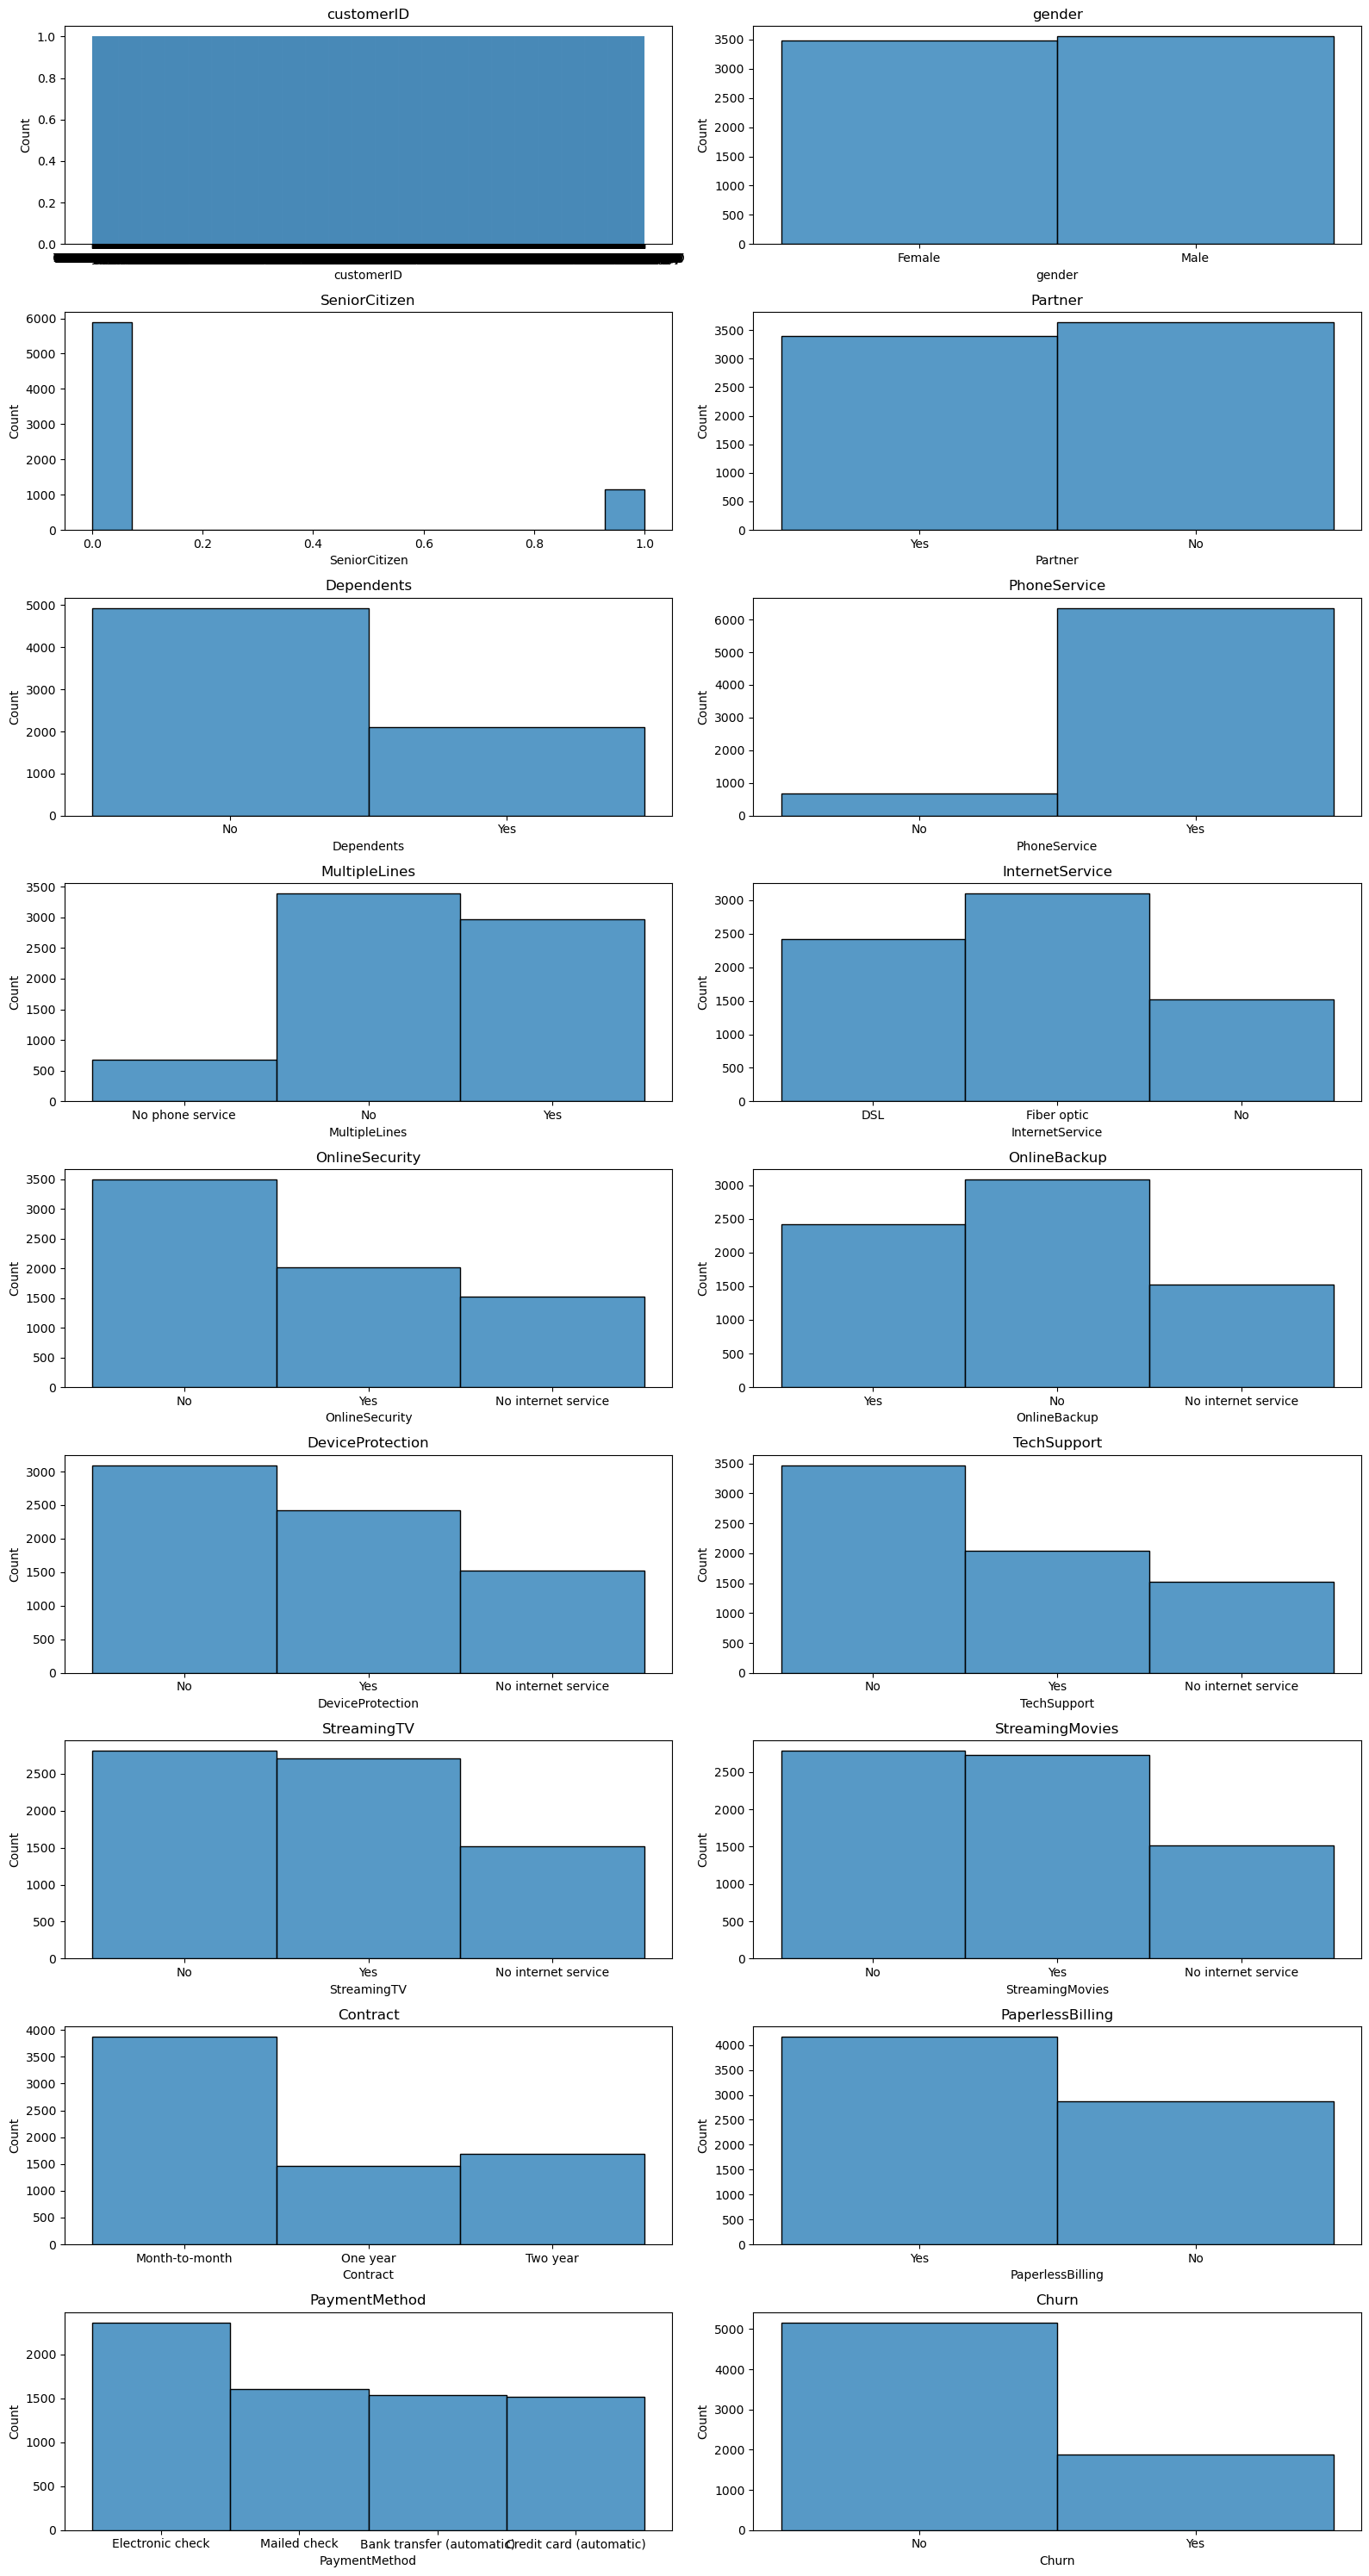 customerID
Count
1.0
0.8
0.6
0.4
0.2
0.0
customerID
gender
Count
3500
3000
2500
2000
1500
1000
500
0
Female Male
gender
SeniorCitizen
Count
6000
5000
4000
3000
2000
1000
0
0.0 0.2 0.4 0.6 0.8 1.0
SeniorCitizen
Partner
Count
3500
3000
2500
2000
1500
1000
500
0
Yes No
Partner
Dependents
Count
5000
4000
3000
2000
1000
0
No Yes
Dependents
PhoneService
Count
6000
5000
4000
3000
2000
1000
0
No Yes
PhoneService
MultipleLines
Count
3500
3000
2500
2000
1500
1000
500
0
No phone service No Yes
MultipleLines
InternetService
Count
3000
2500
2000
1500
1000
500
0
DSL Fiber optic No
InternetService
OnlineSecurity
Count
3500
3000
2500
2000
1500
1000
500
0
No Yes No internet service
OnlineSecurity
OnlineBackup
Count
3000
2500
2000
1500
1000
500
0
Yes No No internet service
OnlineBackup
DeviceProtection
Count
3000
2500
2000
1500
1000
500
0
No Yes No internet service
DeviceProtection
TechSupport
Count
3500
3000
2500
2000
1500
1000
500
0
No Yes No internet service
TechSupport
StreamingTV
Count
2500
2000
1500
1000
500
0
No Yes No internet service
StreamingTV
StreamingMovies
Count
2500
2000
1500
1000
500
0
No Yes No internet service
StreamingMovies
Contract
Count
4000
3500
3000
2500
2000
1500
1000
500
0
Month-to-month One year Two year
Contract
PaperlessBilling
Count
4000
3500
3000
2500
2000
1500
1000
500
0
Yes No
PaperlessBilling
PaymentMethod
Count
2000
1500
1000
500
0
Electronic check Mailed check Bank transfer (automatic) Credit card (automatic)
PaymentMethod
Churn
Count
5000
4000
3000
2000
1000
0
No Yes
Churn